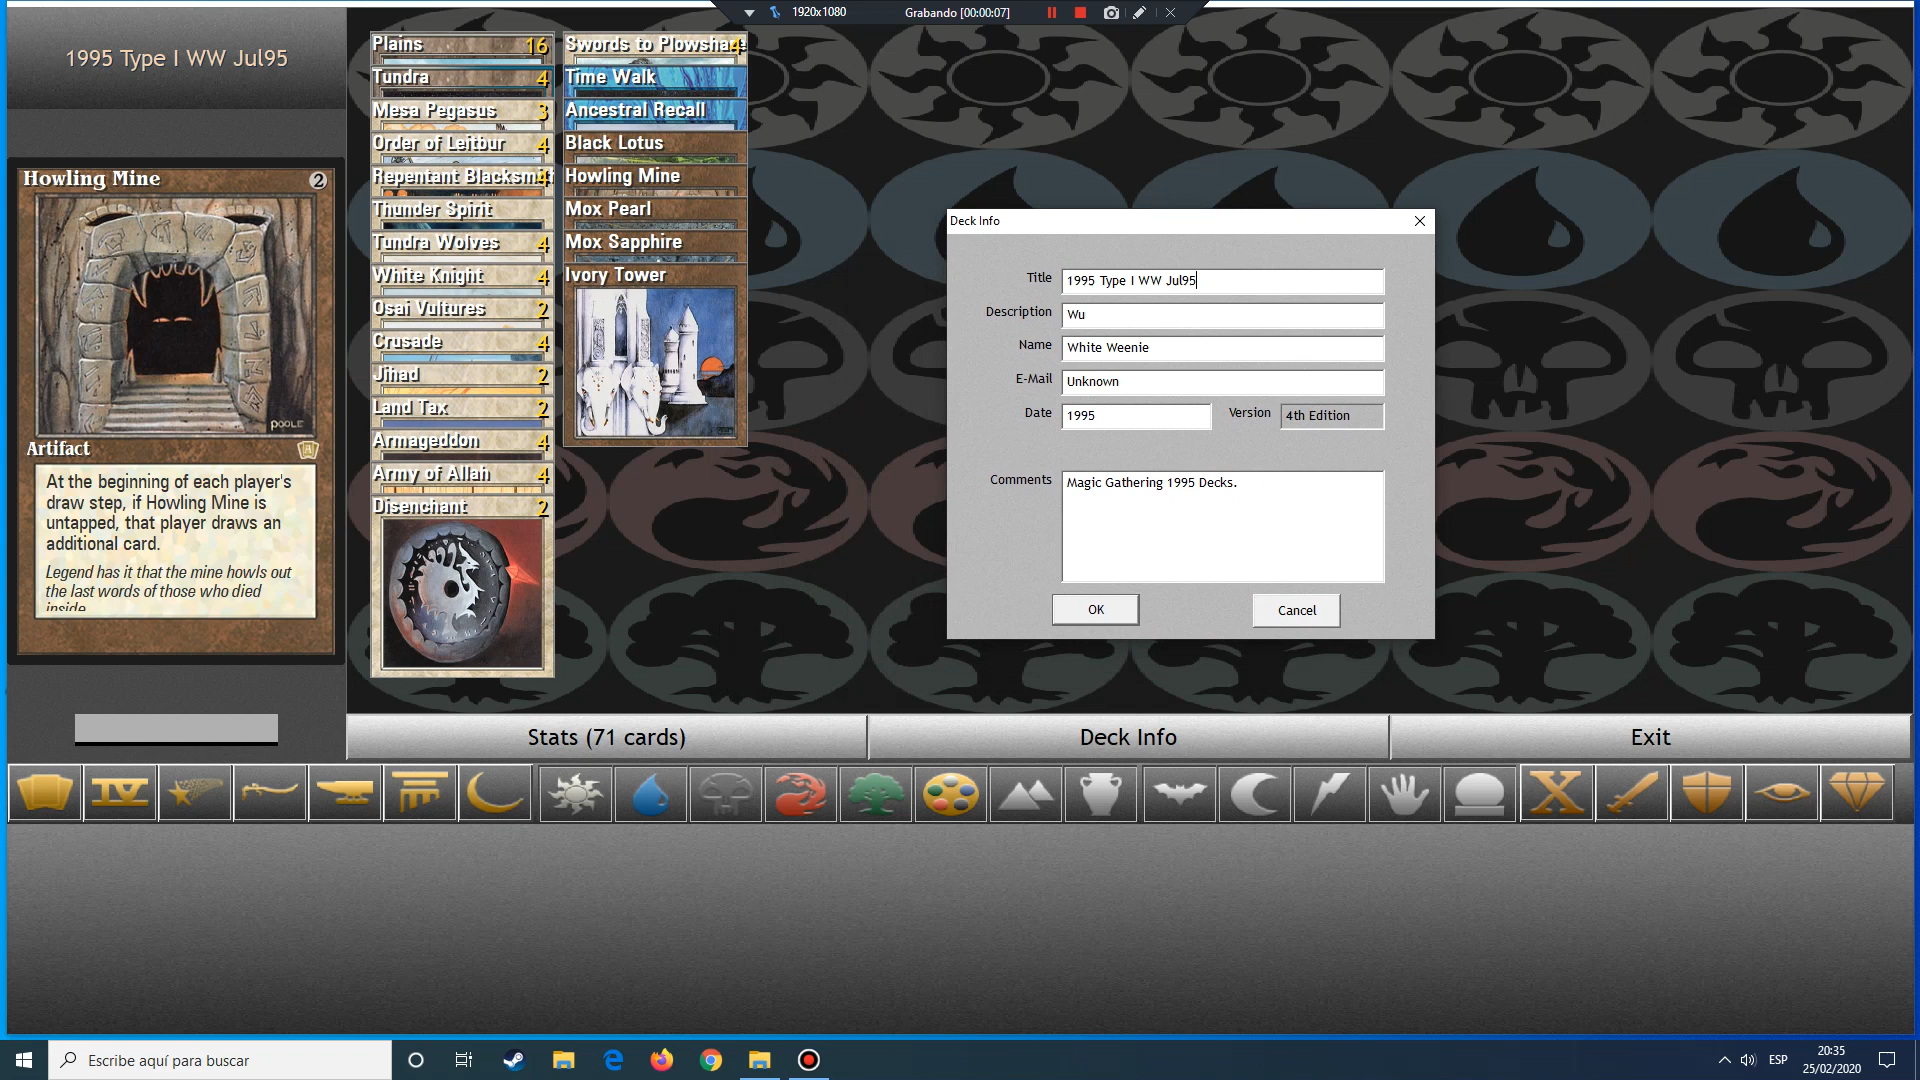 1920x1080
Grabando [00:00:07]
1995 Type I WW Jul95
Howling Mine 2
POOLE
Artifact
At the beginning of each player's
draw step, if Howling Mine is
untapped, that player draws an
additional card.
Legend has it that the mine howls out
the last words of those who died
inside
Plains 16
Tundra 4
Mesa Pegasus 3
Order of Leitbur 4
Repentant Blacksmit 4
Thunder Spirit
Tundra Wolves 4
White Knight 4
Osai Vultures 2
Crusade 4
Jihad 2
Land Tax 2
Armageddon 4
Army of Allah 4
Disenchant 2
Swords to Plowshare 4
Time Walk
Ancestral Recall
Black Lotus
Howling Mine
Mox Pearl
Mox Sapphire
Ivory Tower
Deck Info
Title 1995 Type I WW Jul95
Description Wu
Name White Weenie
E-Mail Unknown
Date 1995 Version 4th Edition
Comments Magic Gathering 1995 Decks.
OK Cancel
Stats (71 cards) Deck Info Exit
IV X
Escribe aquí para buscar
ESP
20:35
25/02/2020